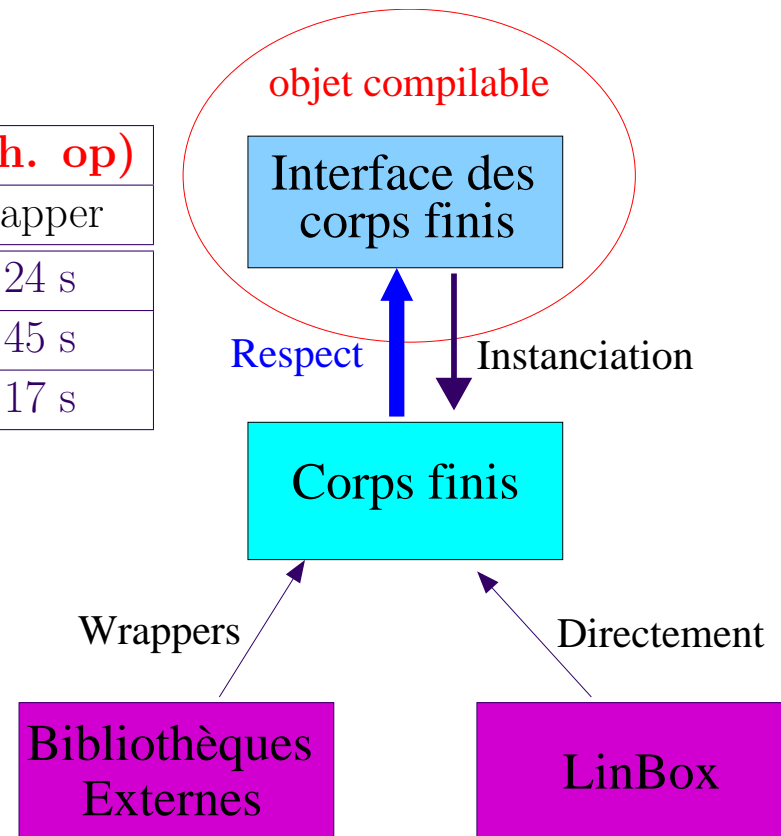 objet compilable
h. op)
apper
24 s
45 s
17 s
Interface des
corps finis
Respect
Instanciation
Corps finis
Wrappers
Directement
Bibliothèques
Externes
LinBox